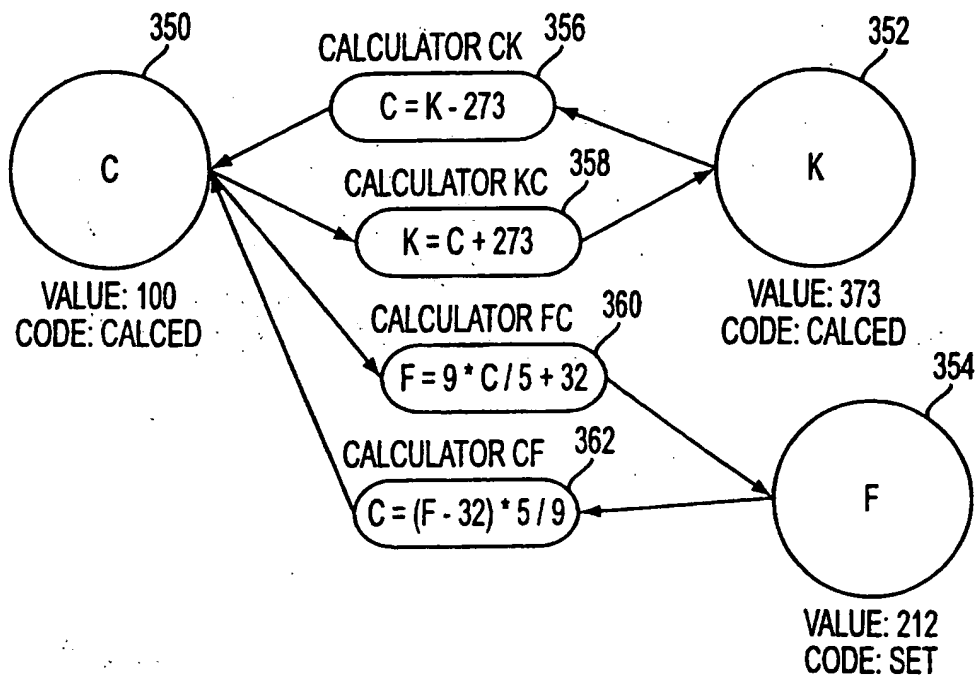 350
CALCULATOR CK
356
352
C
C = K - 273
K
CALCULATOR KC
358
K = C + 273
VALUE: 100
CODE: CALCED
VALUE: 373
CODE: CALCED
CALCULATOR FC
360
F = 9 * C / 5 + 32
354
CALCULATOR CF
362
C = (F - 32) * 5 / 9
F
VALUE: 212
CODE: SET